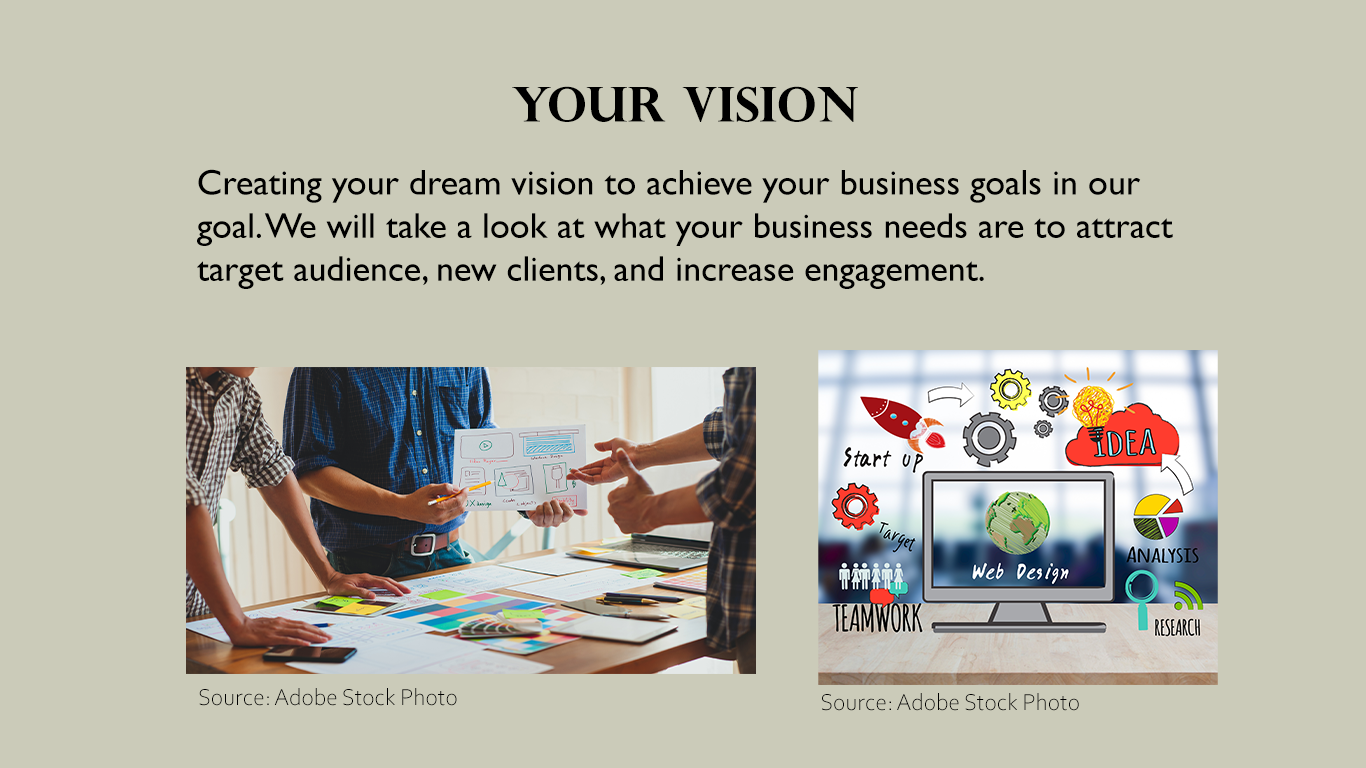 YOUR VISION
Creating your dream vision to achieve your business goals in our
goal. We will take a look at what your business needs are to attract
target audience, new clients, and increase engagement.
UX design
Start up
IDEA
Target
ANALYSIS
Web Design
TEAMWORK
RESEARCH
Source: Adobe Stock Photo
Source: Adobe Stock Photo